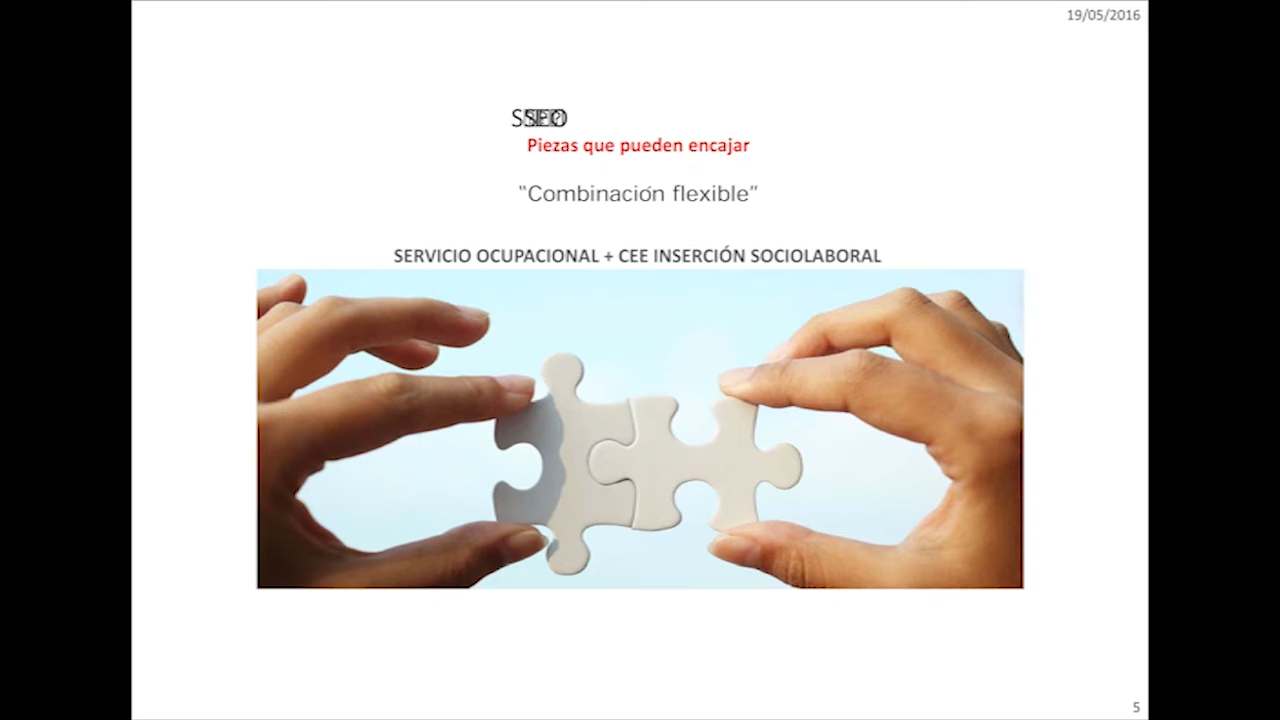 19/05/2016
Piezas que pueden encajar
“Combinación flexible”
SERVICIO OCUPACIONAL + CEE INSERCIÓN SOCIOLABORAL
5